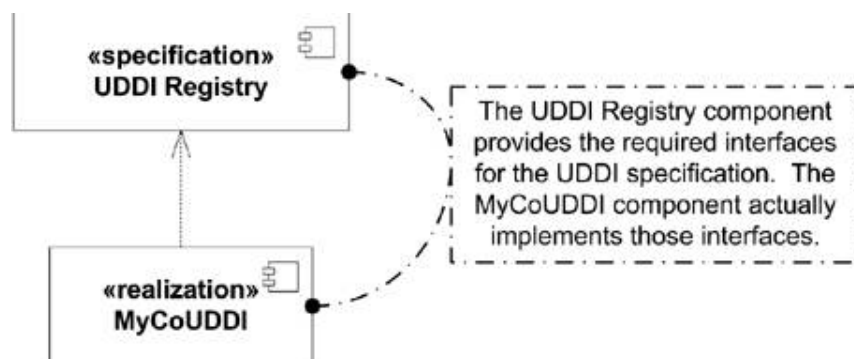 «specification»
UDDI Registry
The UDDI Registry component
provides the required interfaces
for the UDDI specification. The
MyCoUDDI component actually
implements those interfaces.
«realization»
MyCoUDDI